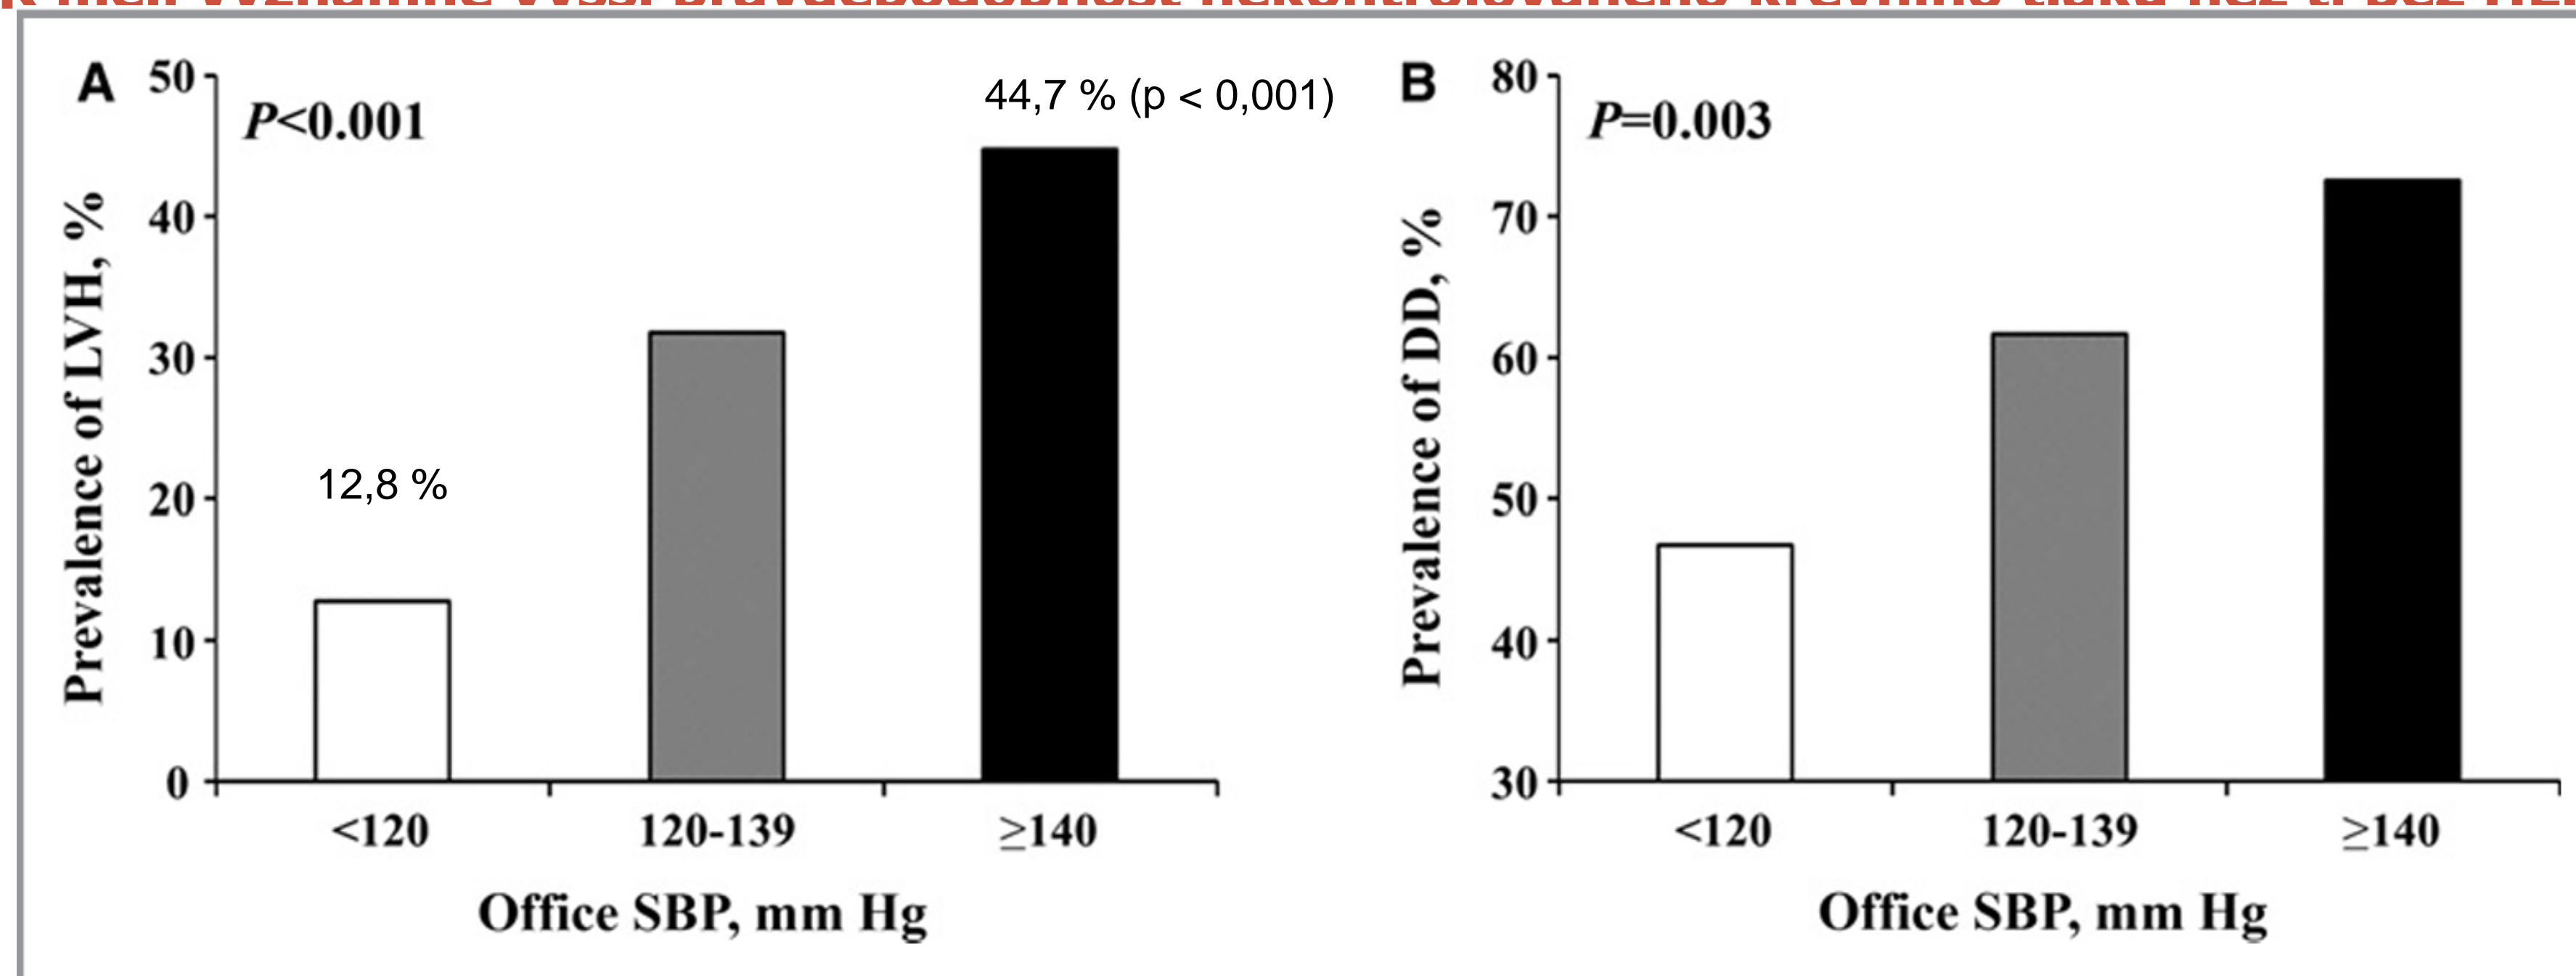 A
50
44,7 % (p < 0,001)
P<0.001
40
30
20
10
0
12,8 %
Prevalence of LVH, %
<120 120-139 ≥140
Office SBP, mm Hg
B
80
P=0.003
70
60
50
40
30
Prevalence of DD, %
<120 120-139 ≥140
Office SBP, mm Hg